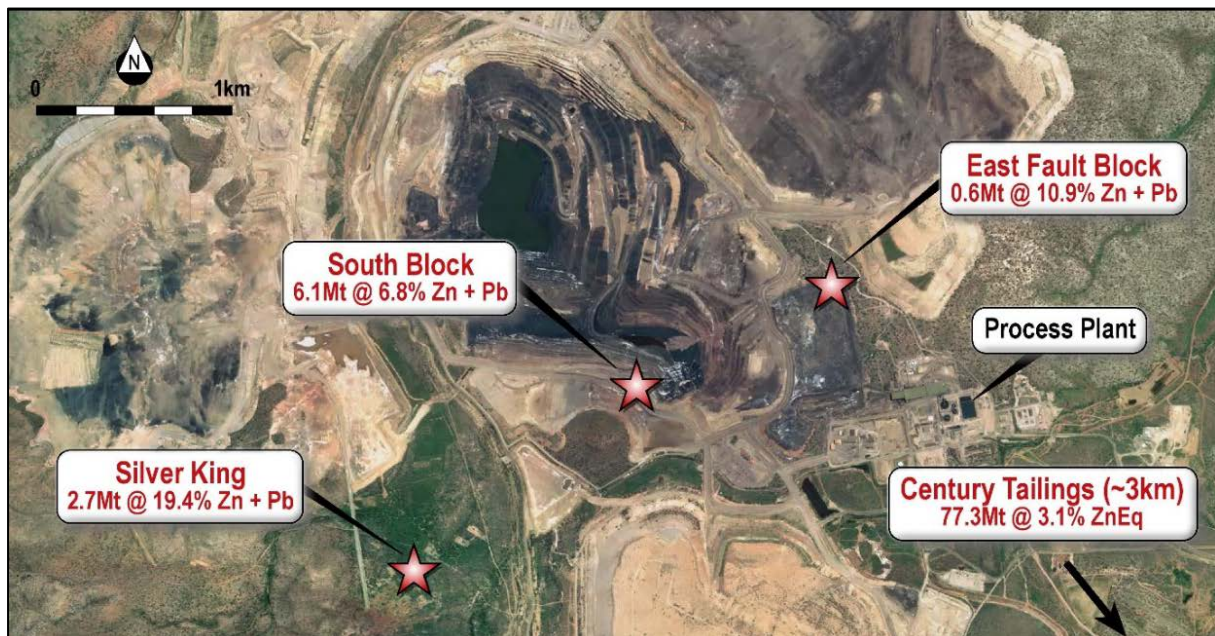 N
0 1km
East Fault Block
0.6Mt @ 10.9% Zn + Pb
South Block
6.1Mt @ 6.8% Zn + Pb
Process Plant
Silver King
2.7Mt @ 19.4% Zn + Pb
Century Tailings (~3km)
77.3Mt @ 3.1% ZnEq